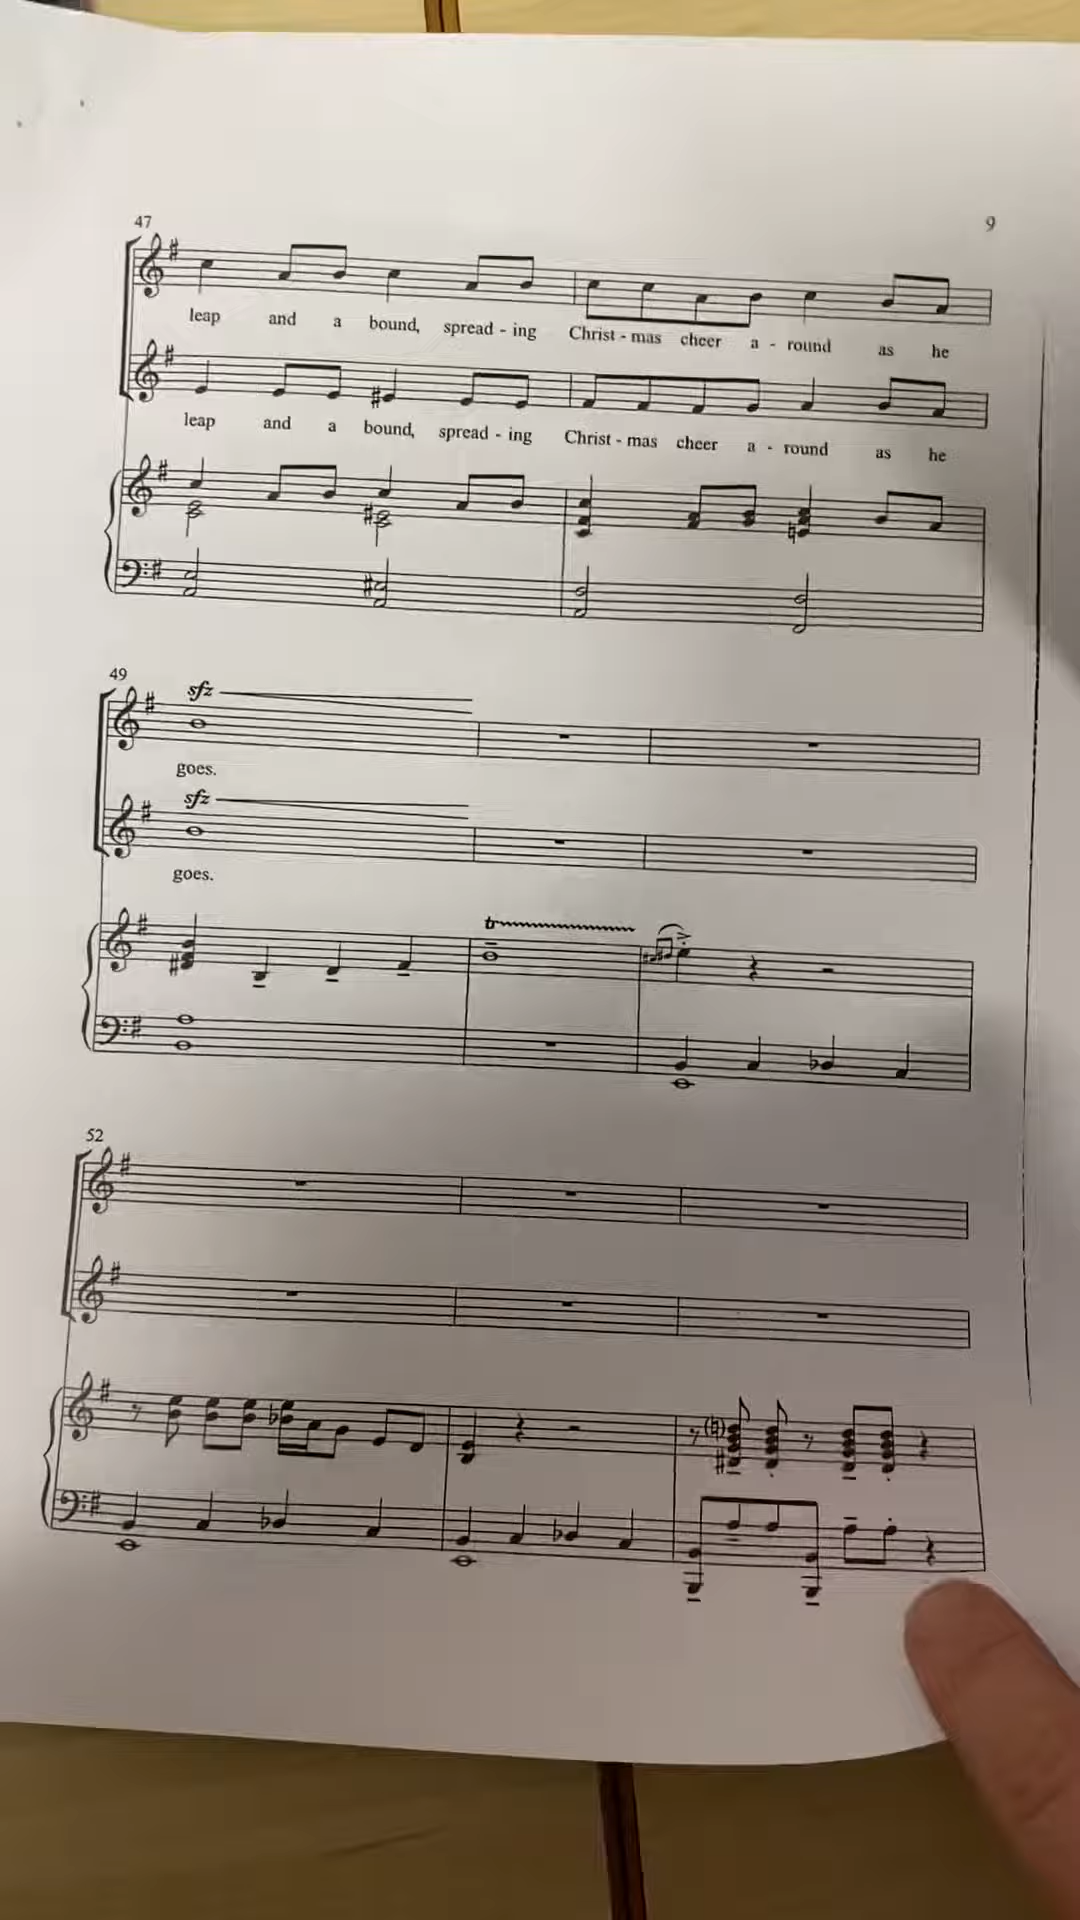 47
9
leap and a bound, spread - ing Christ - mas cheer a - round as he
leap and a bound, spread - ing Christ - mas cheer a - round as he
49
sfz
goes.
sfz
goes.
tr
52